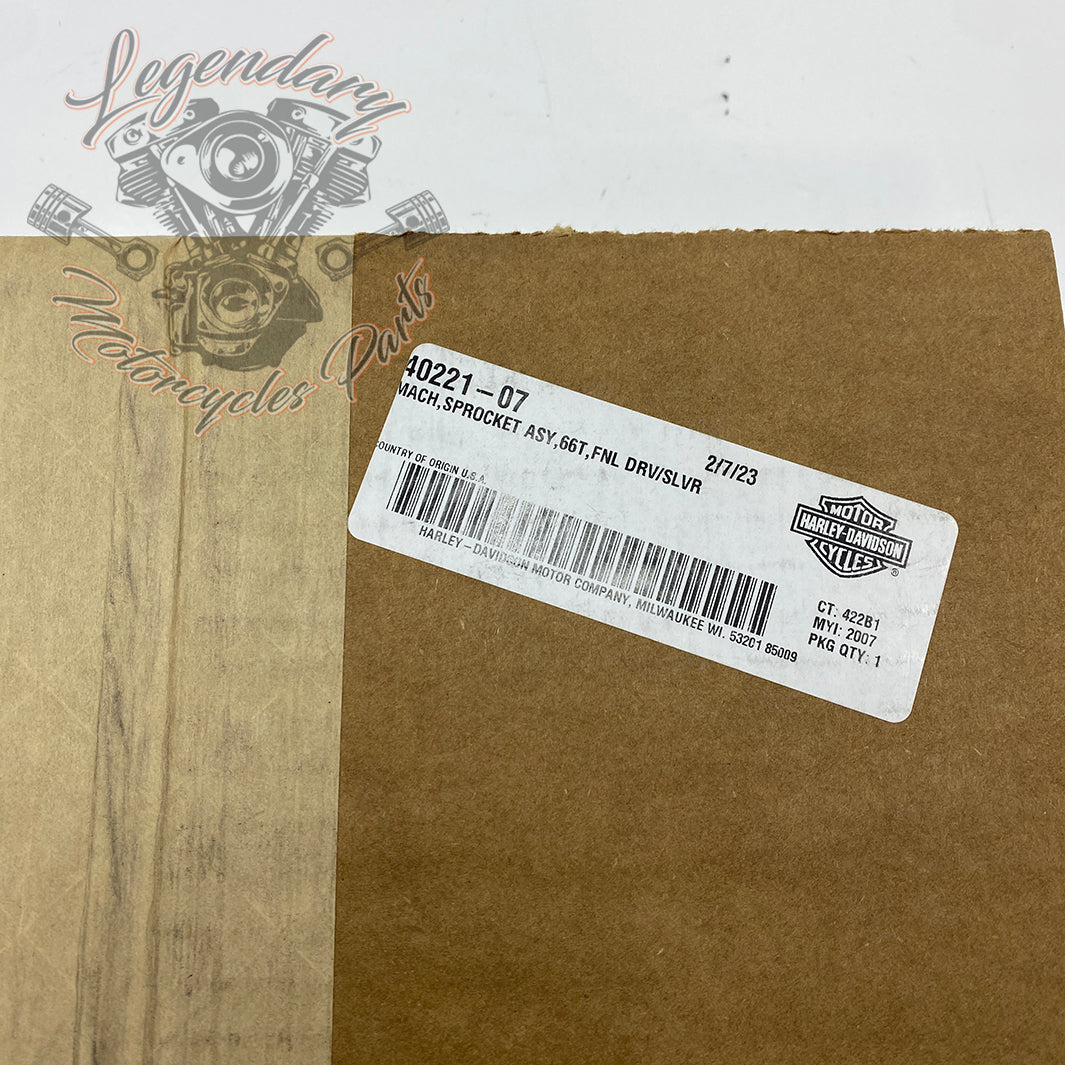 Legendary
Motorcycles Parts
40221-07
MACH,SPROCKET ASY,66T,FNL DRV/SLVR
2/7/23
COUNTRY OF ORIGIN U.S.A.
HARLEY-DAVIDSON MOTOR COMPANY, MILWAUKEE WI. 53201 85009
MOTOR
HARLEY-DAVIDSON
CYCLES
®
CT: 422B1
MYI: 2007
PKG QTY: 1